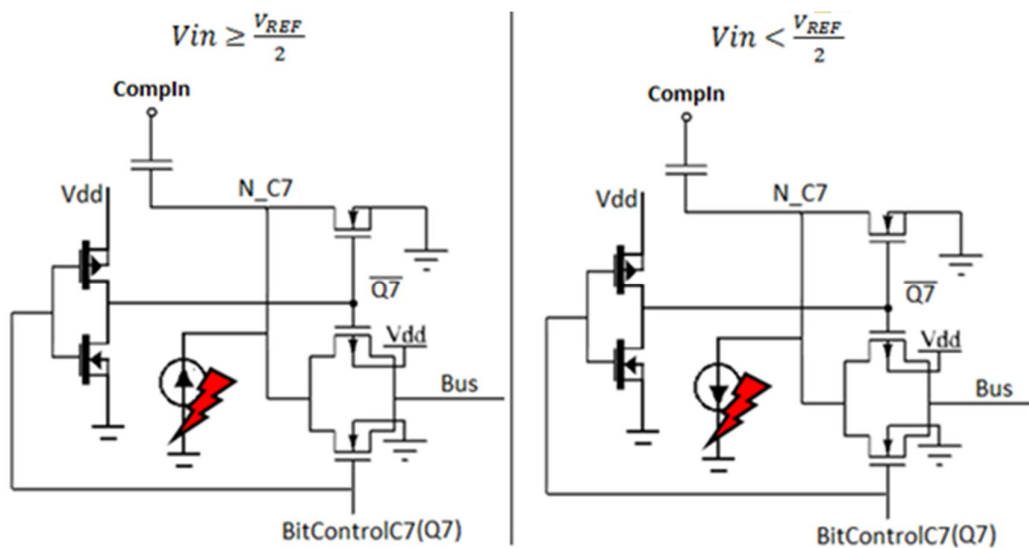 Vin ≥ V_REF/2
CompIn
N_C7
Vdd
Q7̅
Vdd
Bus
BitControlC7(Q7)
Vin < V_REF/2
CompIn
N_C7
Vdd
Q7̅
Vdd
Bus
BitControlC7(Q7)